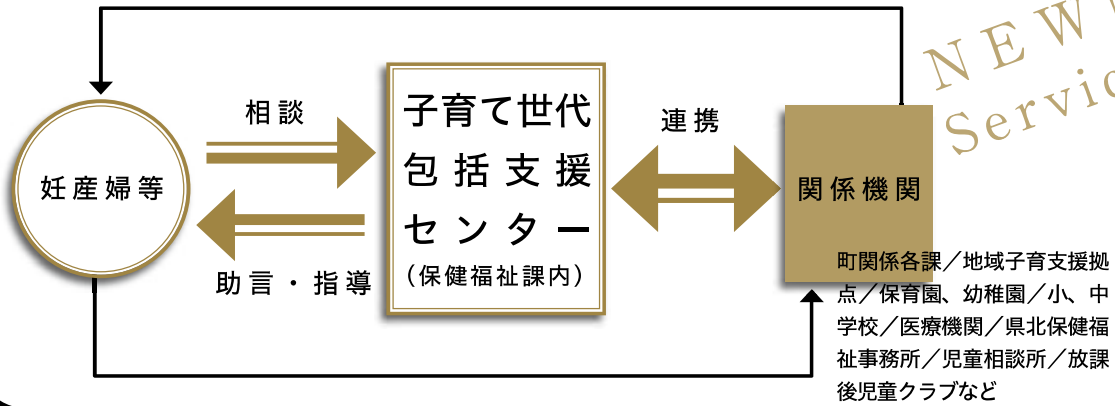 NEW
Servic
相談
子育て世代
包括支援
センター
(保健福祉課内)
連携
妊産婦等
関係機関
助言・指導
町関係各課／地域子育支援拠
点／保育園、幼稚園／小、中
学校／医療機関／県北保健福
祉事務所／児童相談所／放課
後児童クラブなど